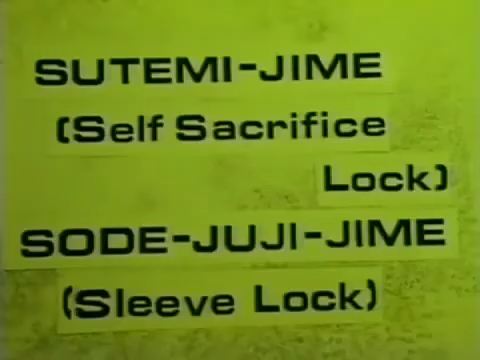 SUTEMI-JIME
(Self Sacrifice
Lock)
SODE-JUJI-JIME
(Sleeve Lock)